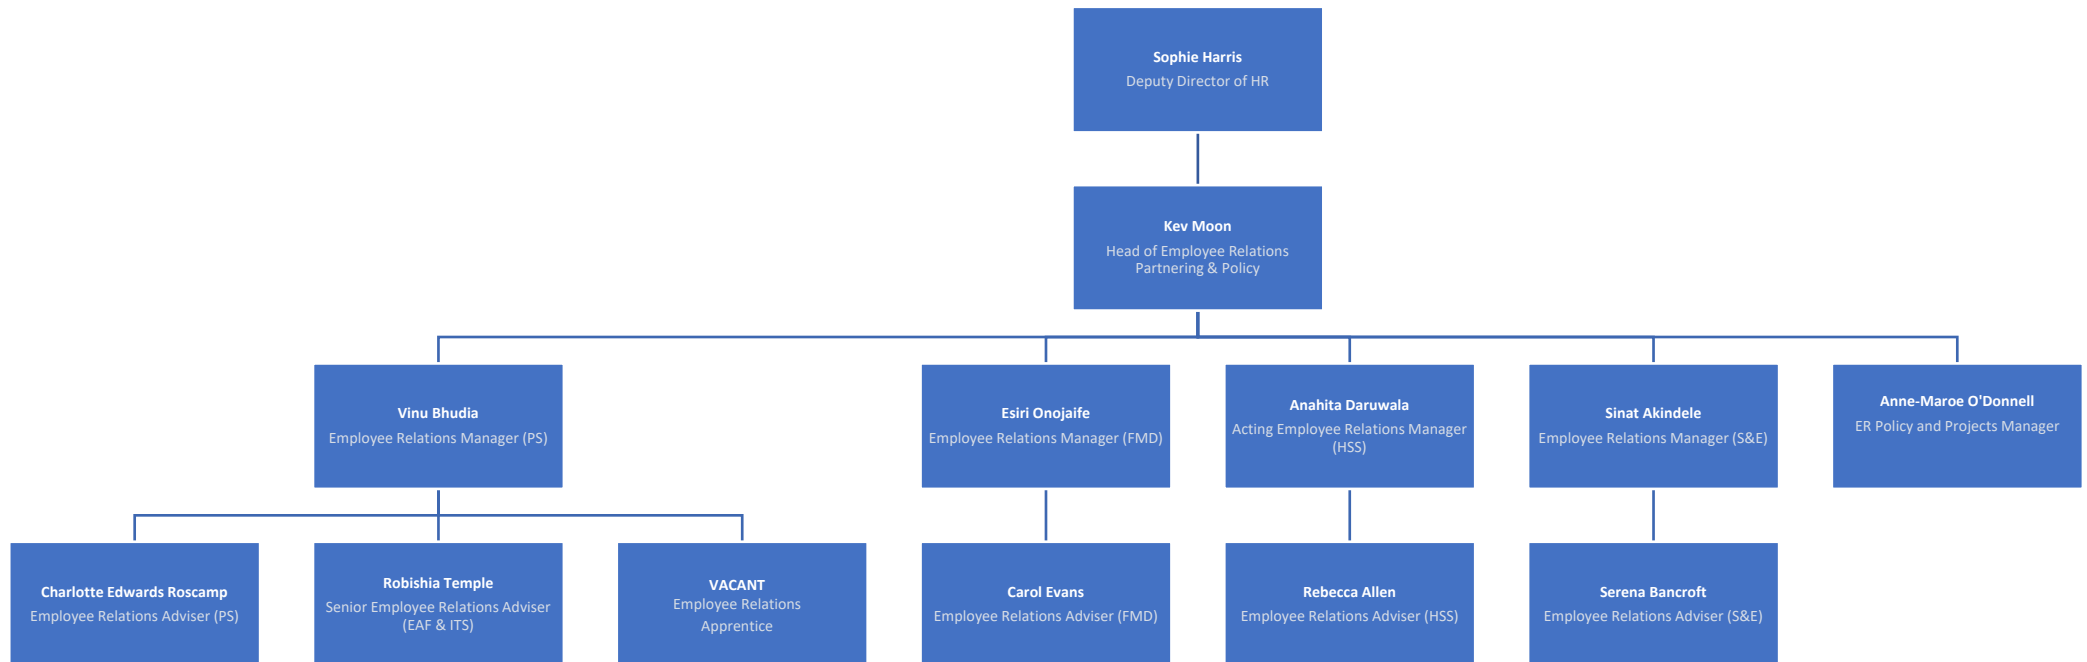 Sophie Harris
Deputy Director of HR
Kev Moon
Head of Employee Relations
Partnering & Policy
Vinu Bhudia
Employee Relations Manager (PS)
Esiri Onojaife
Employee Relations Manager (FMD)
Anahita Daruwala
Acting Employee Relations Manager
(HSS)
Sinat Akindele
Employee Relations Manager (S&E)
Anne-Maroe O'Donnell
ER Policy and Projects Manager
Charlotte Edwards Roscamp
Employee Relations Adviser (PS)
Robishia Temple
Senior Employee Relations Adviser
(EAF & ITS)
VACANT
Employee Relations
Apprentice
Carol Evans
Employee Relations Adviser (FMD)
Rebecca Allen
Employee Relations Adviser (HSS)
Serena Bancroft
Employee Relations Adviser (S&E)